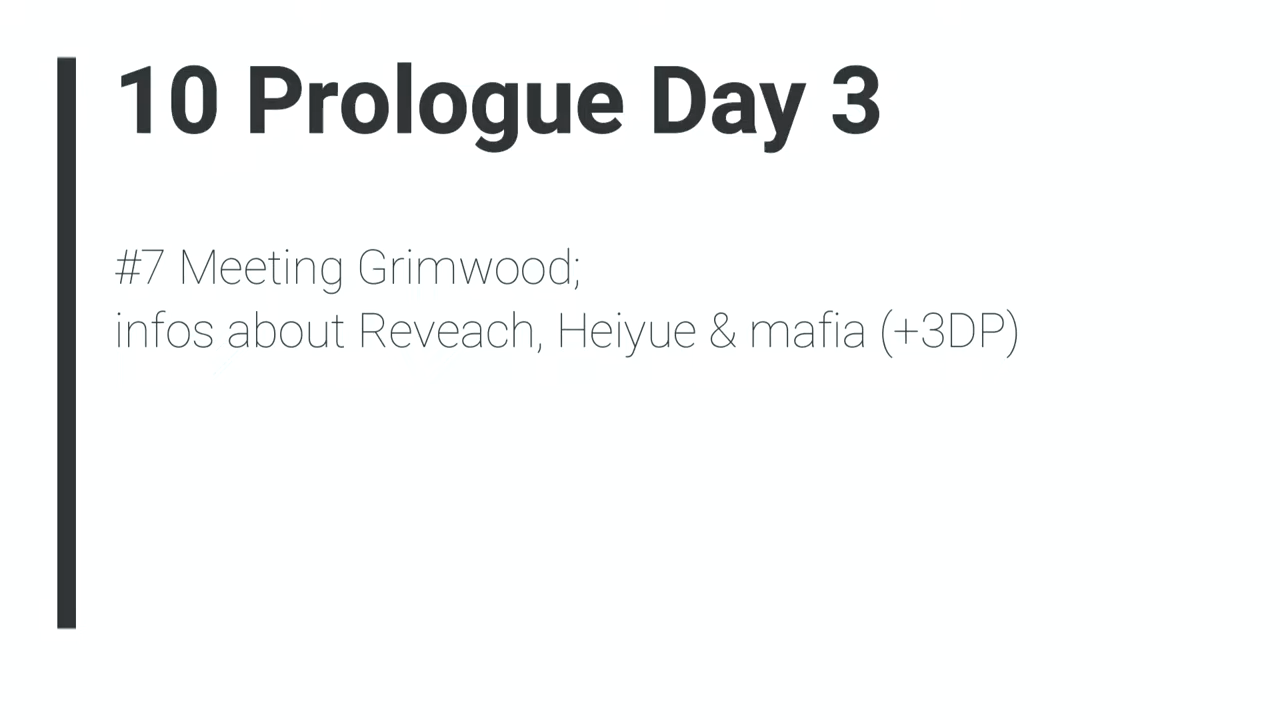 10 Prologue Day 3
#7 Meeting Grimwood;
infos about Reveach, Heiyue & mafia (+3DP)